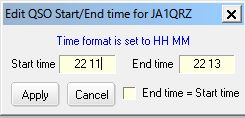 Edit QSO Start/End time for JA1QRZ
Time format is set to HH MM
Start time 22 11 End time 22 13
Apply Cancel End time = Start time